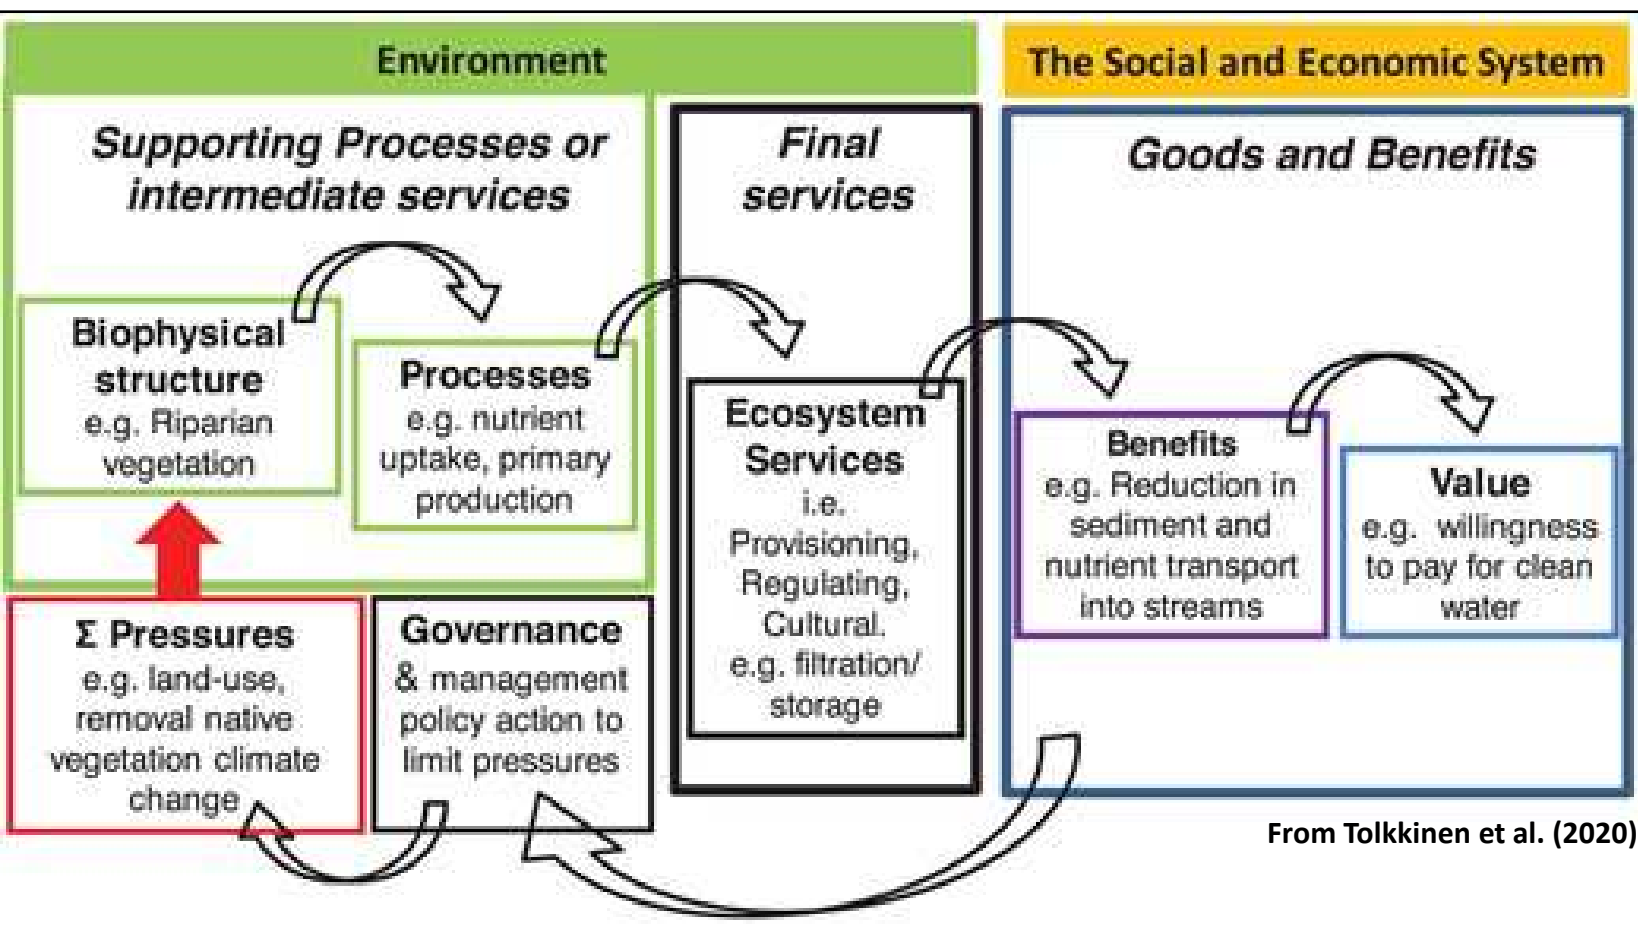 Environment
The Social and Economic System
Supporting Processes or
intermediate services
Final
services
Goods and Benefits
Biophysical
structure
e.g. Riparian
vegetation
Processes
e.g. nutrient
uptake, primary
production
Ecosystem
Services
i.e.
Provisioning,
Regulating,
Cultural.
e.g. filtration/
storage
Benefits
e.g. Reduction in
sediment and
nutrient transport
into streams
Value
e.g. willingness
to pay for clean
water
Σ Pressures
e.g. land-use,
removal native
vegetation climate
change
Governance
& management
policy action to
limit pressures
From Tolkkinen et al. (2020)